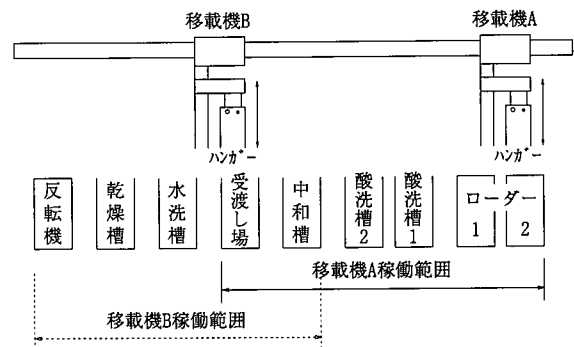 移載機B
移載機A
ハンガー
ハンガー
反転機
乾燥槽
水洗槽
受渡し場
中和槽
酸洗槽2
酸洗槽1
ローダー
1
2
移載機A稼働範囲
移載機B稼働範囲